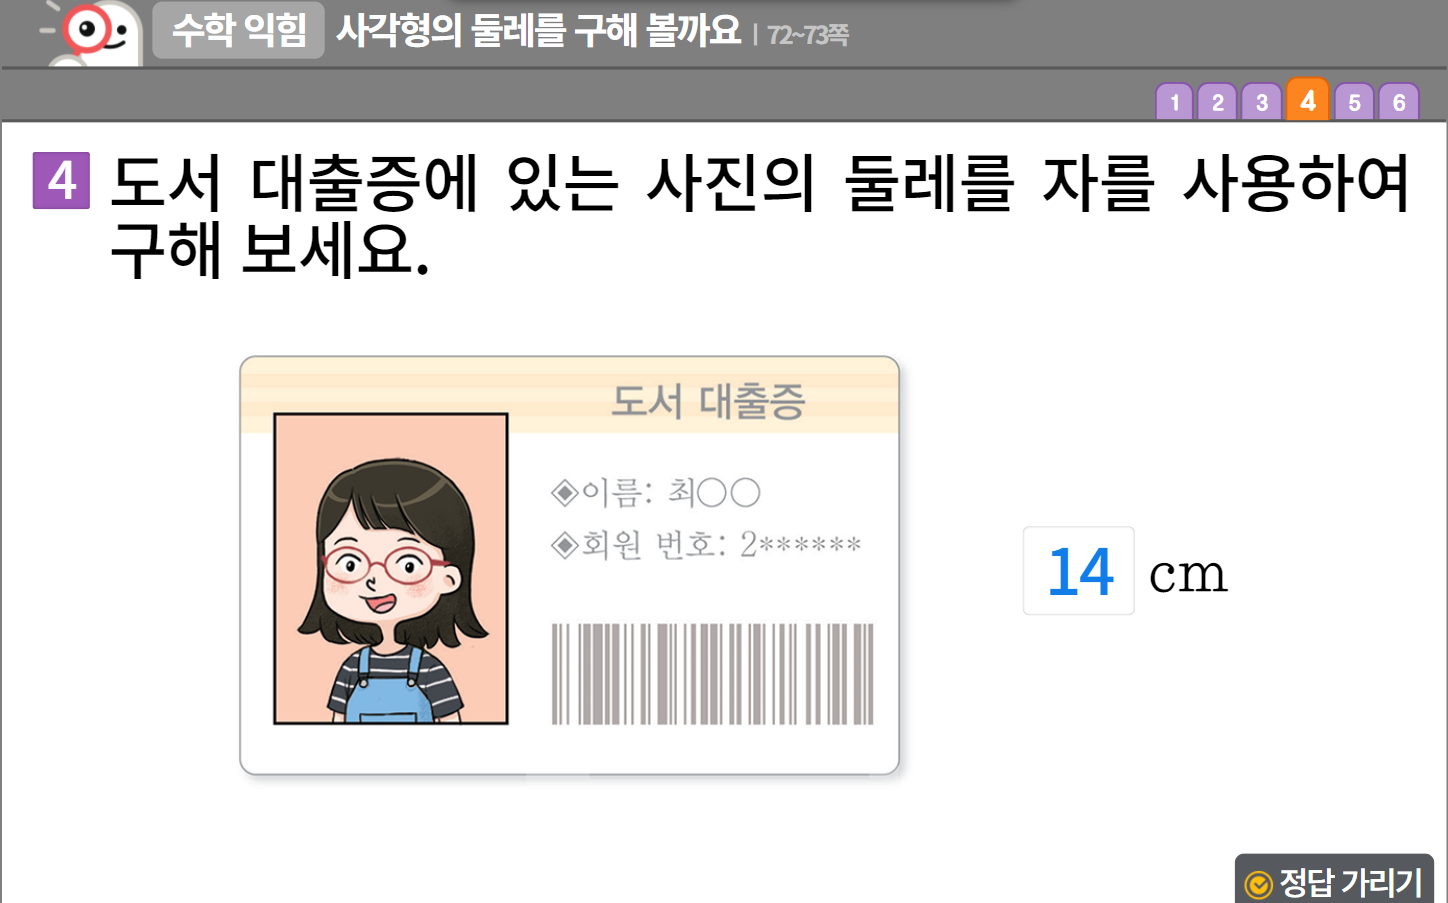 수학 익힘 사각형의 둘레를 구해 볼까요 | 72~73쪽
1 2 3 4 5 6
4 도서 대출증에 있는 사진의 둘레를 자를 사용하여
구해 보세요.
도서 대출증
◈이름: 최○○
◈회원 번호: 2******
14 cm
정답 가리기